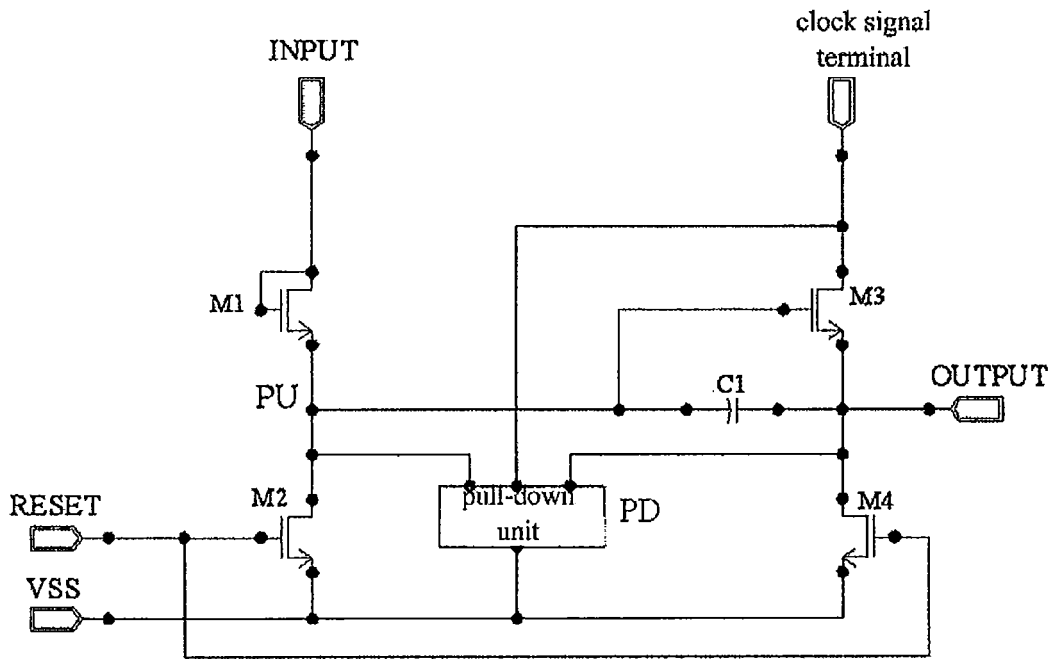 INPUT
clock signal
terminal
M1
M3
PU
C1
OUTPUT
RESET
M2
pull-down
unit
PD
M4
VSS